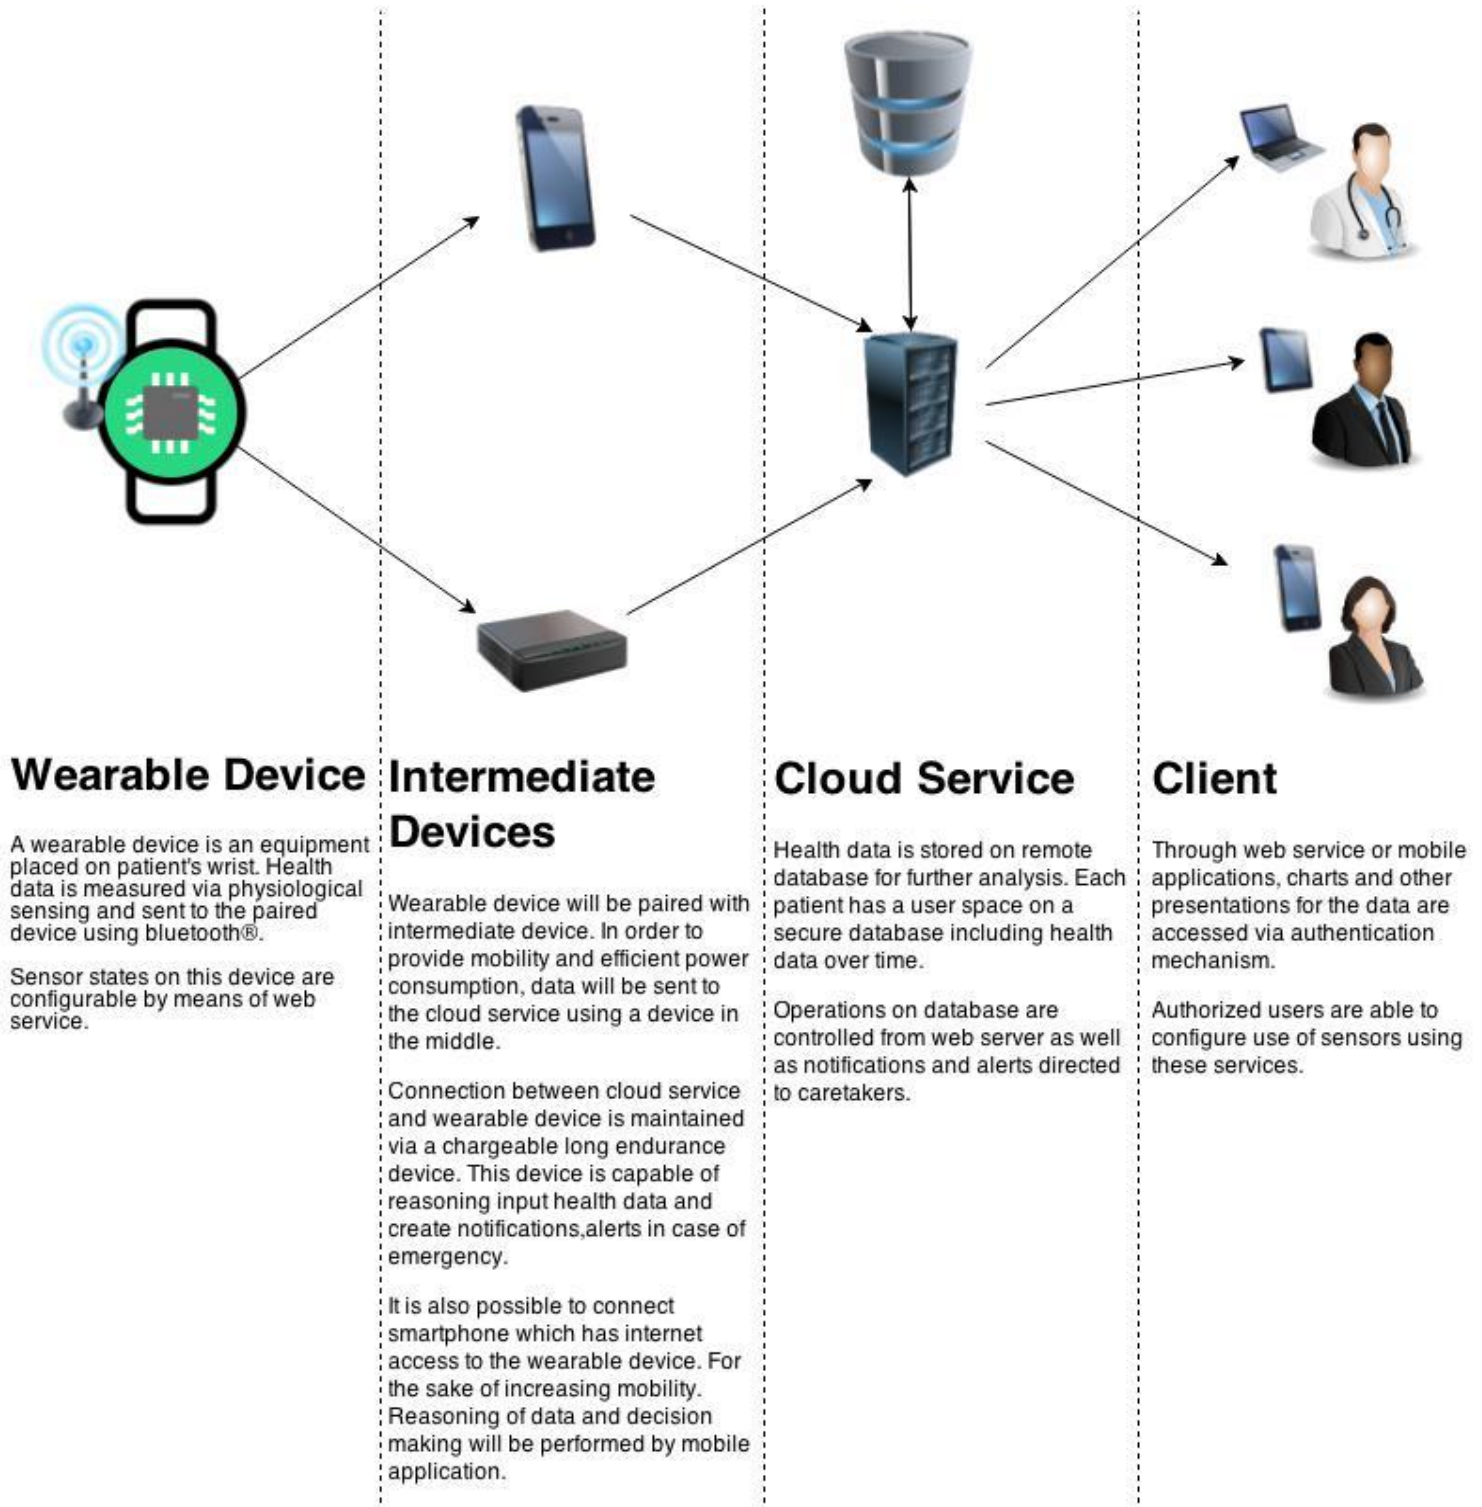 Wearable Device
A wearable device is an equipment
placed on patient's wrist. Health
data is measured via physiological
sensing and sent to the paired
device using bluetooth®.
Sensor states on this device are
configurable by means of web
service.
Intermediate
Devices
Wearable device will be paired with
intermediate device. In order to
provide mobility and efficient power
consumption, data will be sent to
the cloud service using a device in
the middle.
Connection between cloud service
and wearable device is maintained
via a chargeable long endurance
device. This device is capable of
reasoning input health data and
create notifications,alerts in case of
emergency.
It is also possible to connect
smartphone which has internet
access to the wearable device. For
the sake of increasing mobility.
Reasoning of data and decision
making will be performed by mobile
application.
Cloud Service
Health data is stored on remote
database for further analysis. Each
patient has a user space on a
secure database including health
data over time.
Operations on database are
controlled from web server as well
as notifications and alerts directed
to caretakers.
Client
Through web service or mobile
applications, charts and other
presentations for the data are
accessed via authentication
mechanism.
Authorized users are able to
configure use of sensors using
these services.